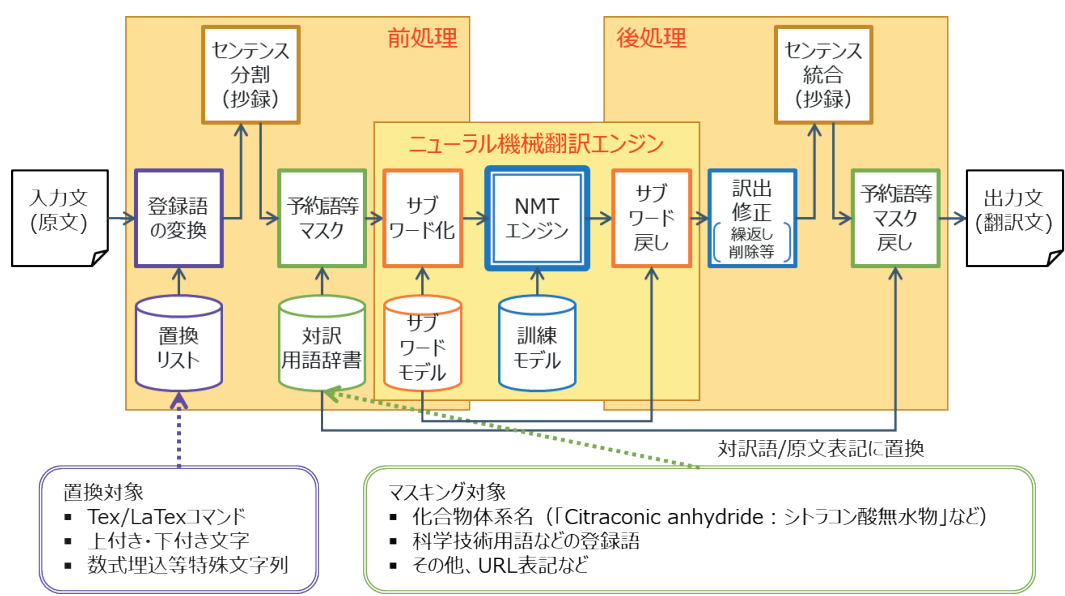 前処理
後処理
センテンス
分割
(抄録)
センテンス
統合
(抄録)
ニューラル機械翻訳エンジン
入力文
(原文)
登録語
の変換
予約語等
マスク
サブ
ワード化
NMT
エンジン
サブ
ワード
戻し
訳出
修正
繰返し
削除等
予約語等
マスク
戻し
出力文
(翻訳文)
置換
リスト
対訳
用語辞書
サブ
ワード
モデル
訓練
モデル
対訳語/原文表記に置換
置換対象
▪ Tex/LaTexコマンド
▪ 上付き・下付き文字
▪ 数式埋込等特殊文字列
マスキング対象
▪ 化合物体系名（「Citraconic anhydride：シトラコン酸無水物」など）
▪ 科学技術用語などの登録語
▪ その他、URL表記など